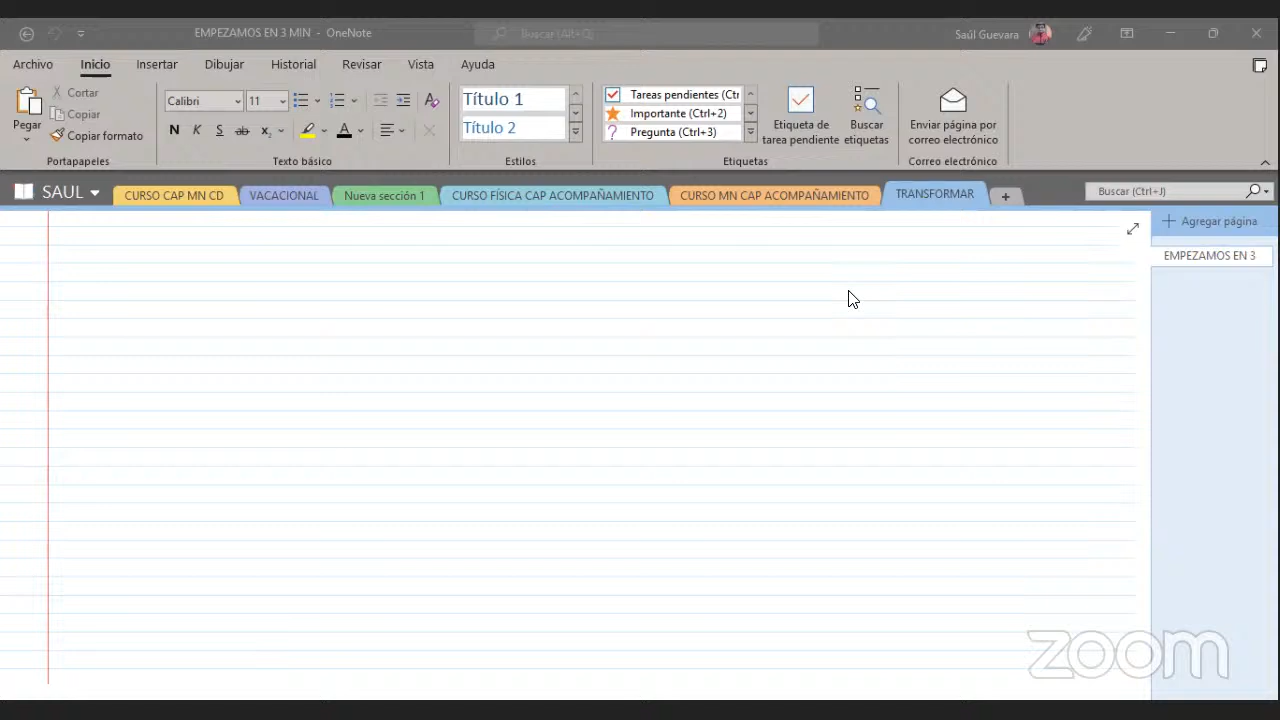 EMPEZAMOS EN 3 MIN - OneNote
Buscar (Alt+Q)
Saúl Guevara
Archivo Inicio Insertar Dibujar Historial Revisar Vista Ayuda
Pegar
Cortar
Copiar
Copiar formato
Portapapeles
Calibri 11
N K S ab x
A
Texto básico
Título 1
Título 2
Estilos
Tareas pendientes (Ctr
Importante (Ctrl+2)
Pregunta (Ctrl+3)
Etiqueta de
tarea pendiente
Buscar
etiquetas
Etiquetas
Enviar página por
correo electrónico
Correo electrónico
SAUL
CURSO CAP MN CD
VACACIONAL
Nueva sección 1
CURSO FÍSICA CAP ACOMPAÑAMIENTO
CURSO MN CAP ACOMPAÑAMIENTO
TRANSFORMAR
Buscar (Ctrl+J)
Agregar página
EMPEZAMOS EN 3
zoom